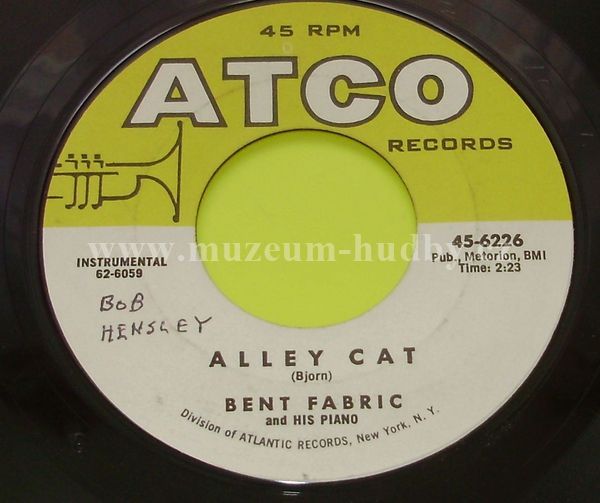 45 RPM
ATCO
RECORDS
www.muzeum-hudby.cz
INSTRUMENTAL
62-6059
45-6226
Pub., Metorion, BMI
Time: 2:23
BOB
HENSLEY
ALLEY CAT
(Bjorn)
BENT FABRIC
and HIS PIANO
Division of ATLANTIC RECORDS, New York, N. Y.